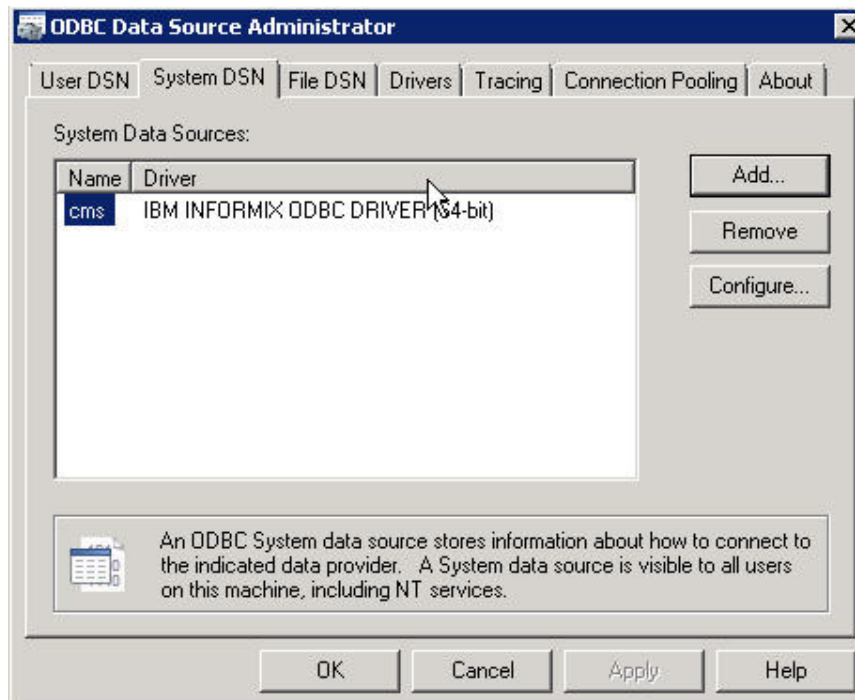 ODBC Data Source Administrator
User DSN System DSN File DSN Drivers Tracing Connection Pooling About
System Data Sources:
Name Driver
cms IBM INFORMIX ODBC DRIVER (64-bit)
Add...
Remove
Configure...
An ODBC System data source stores information about how to connect to
the indicated data provider. A System data source is visible to all users
on this machine, including NT services.
OK Cancel Apply Help